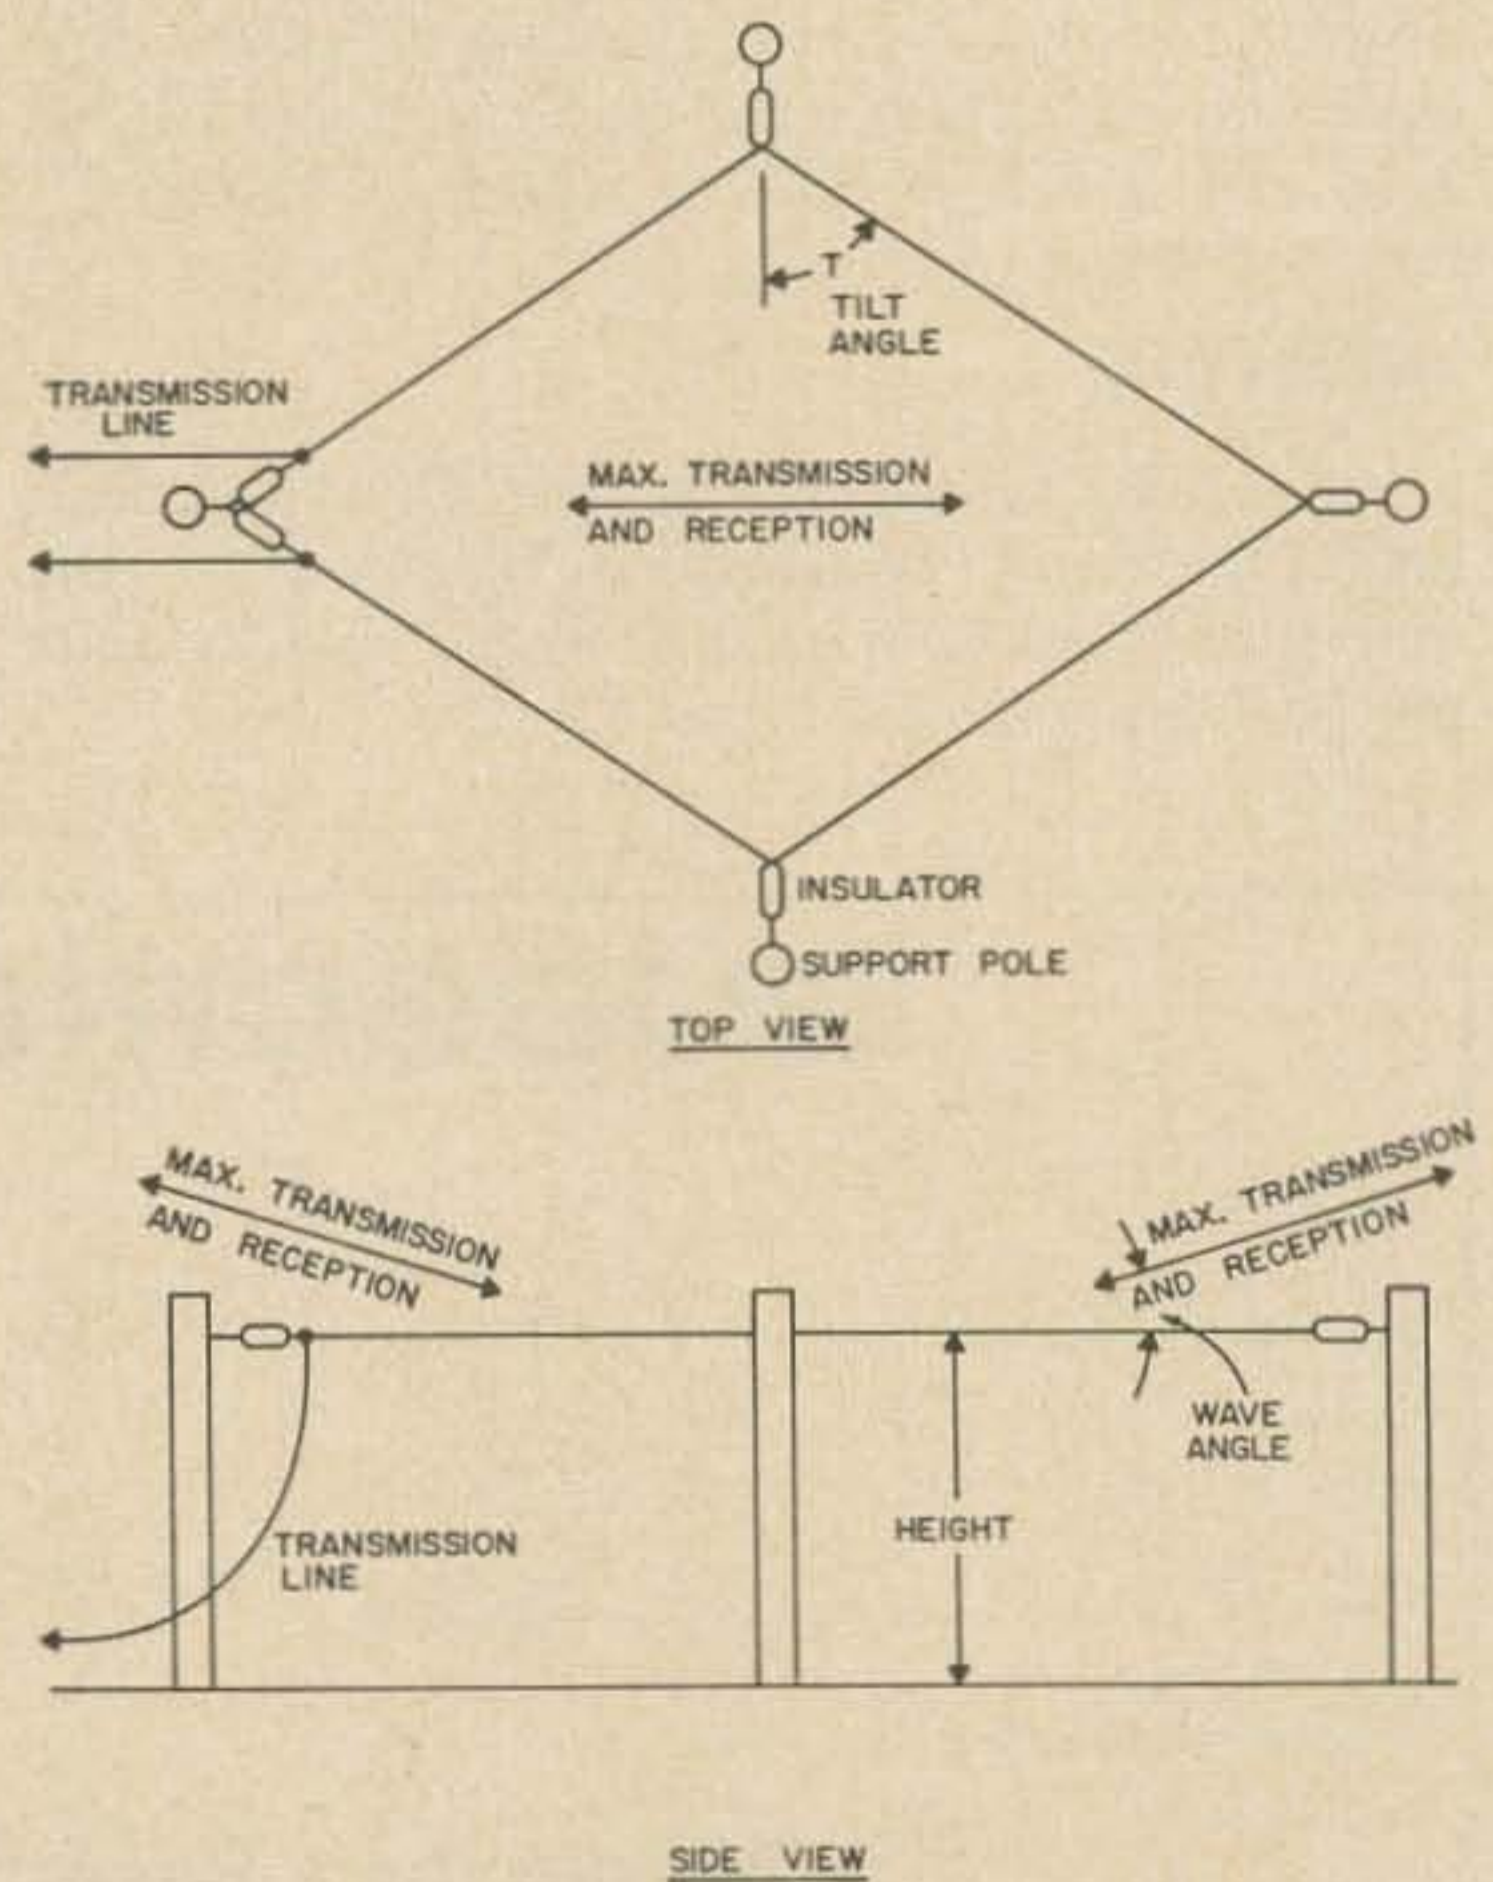 T
TILT
ANGLE
TRANSMISSION
LINE
MAX. TRANSMISSION
AND RECEPTION
INSULATOR
SUPPORT POLE
TOP VIEW
MAX. TRANSMISSION
AND RECEPTION
MAX. TRANSMISSION
AND RECEPTION
WAVE
ANGLE
HEIGHT
TRANSMISSION
LINE
SIDE VIEW